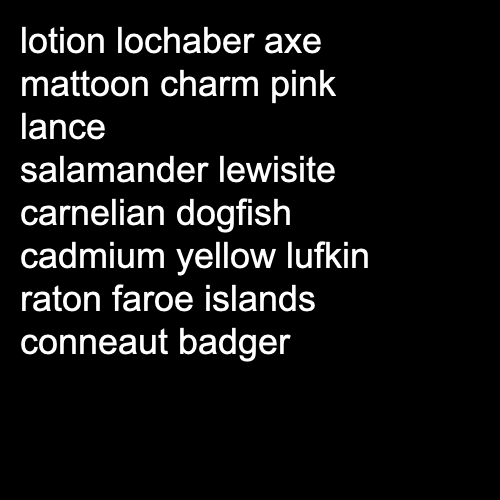 lotion lochaber axe
mattoon charm pink
lance
salamander lewisite
carnelian dogfish
cadmium yellow lufkin
raton faroe islands
conneaut badger